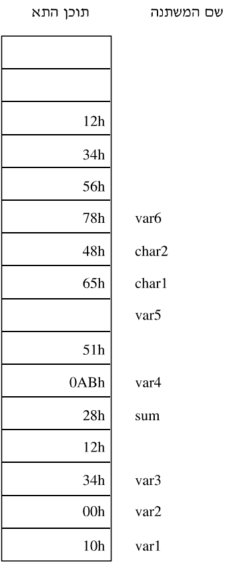 שם המשתנה תוכן התא
12h
34h
56h
78h var6
48h char2
65h char1
var5
51h
0ABh var4
28h sum
12h
34h var3
00h var2
10h var1